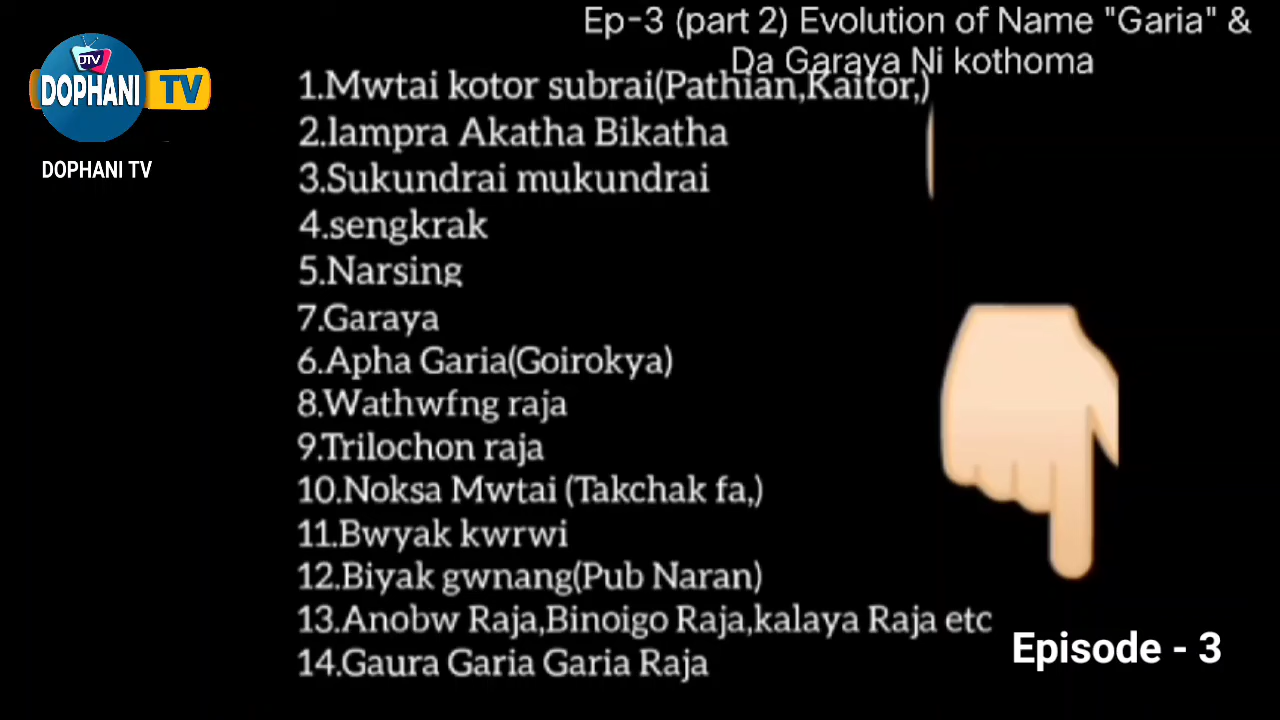 Ep-3 (part 2) Evolution of Name "Garia" &
Da Garaya Ni kothoma
DTV
DOPHANI TV
DOPHANI TV
1.Mwtai kotor subrai(Pathian,Kaitor,)
2.lampra Akatha Bikatha
3.Sukundrai mukundrai
4.sengkrak
5.Narsing
7.Garaya
6.Apha Garia(Goirokya)
8.Wathwfng raja
9.Trilochon raja
10.Noksa Mwtai (Takchak fa,)
11.Bwyak kwrwi
12.Biyak gwnang(Pub Naran)
13.Anobw Raja,Binoigo Raja,kalaya Raja etc
14.Gaura Garia Garia Raja
Episode - 3